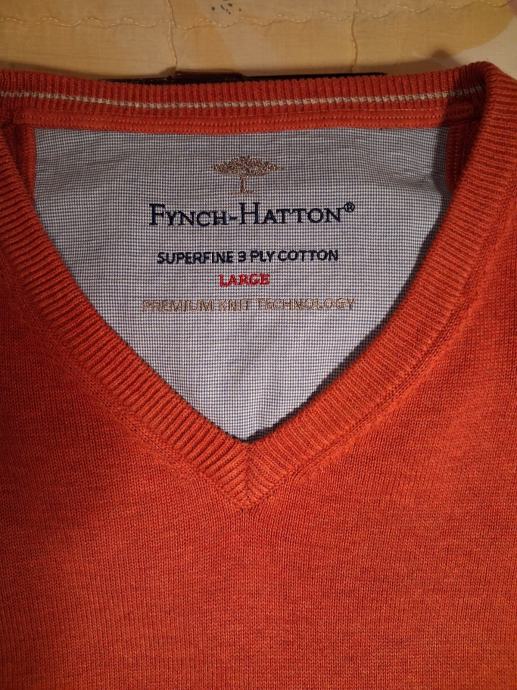 FYNCH-HATTON®
SUPERFINE 3 PLY COTTON
LARGE
PREMIUM KNIT TECHNOLOGY